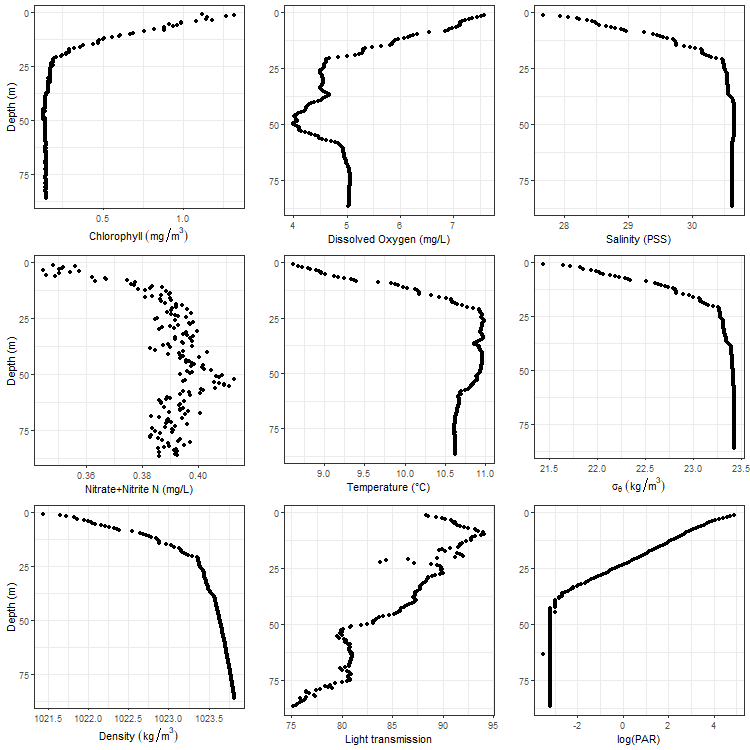 0
25
50
75
Depth (m)
0.5 1.0
Chlorophyll (mg/m³)
0
25
50
75
4 5 6 7
Dissolved Oxygen (mg/L)
0
25
50
75
28 29 30
Salinity (PSS)
0
25
50
75
Depth (m)
0.36 0.38 0.40
Nitrate+Nitrite N (mg/L)
0
25
50
75
9.0 9.5 10.0 10.5 11.0
Temperature (°C)
0
25
50
75
21.5 22.0 22.5 23.0 23.5
σθ (kg/m³)
0
25
50
75
Depth (m)
1021.5 1022.0 1022.5 1023.0 1023.5
Density (kg/m³)
0
25
50
75
75 80 85 90 95
Light transmission
0
25
50
75
-2 0 2 4
log(PAR)